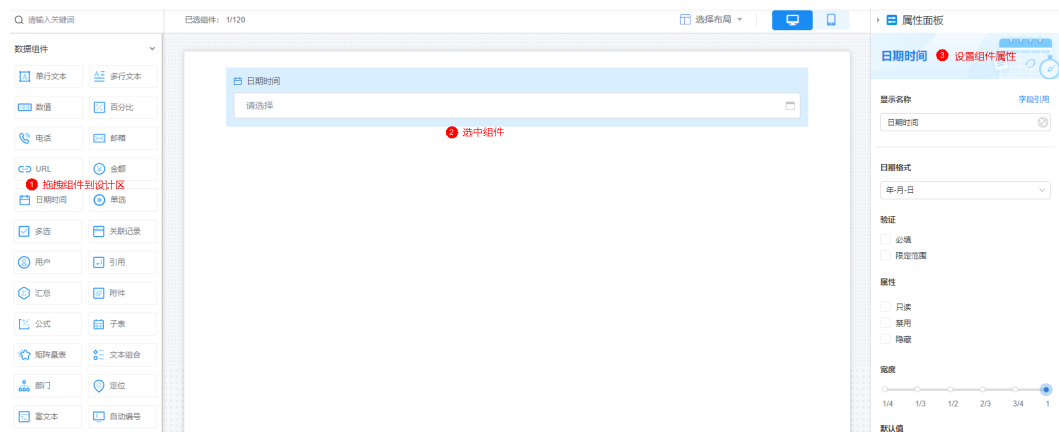 请输入关键词
已选组件: 1/120
选择布局
属性面板
数据组件
单行文本
多行文本
数值
百分比
电话
邮箱
URL
金额
1 拖拽组件到设计区
日期时间
单选
多选
关联记录
用户
引用
汇总
附件
公式
子表
矩阵量表
文本组合
部门
定位
富文本
自动编号
日期时间
请选择
2 选中组件
日期时间
3 设置组件属性
显示名称
字段引用
日期时间
日期格式
年-月-日
验证
必填
限定范围
属性
只读
禁用
隐藏
宽度
1/4 1/3 1/2 2/3 3/4 1
默认值